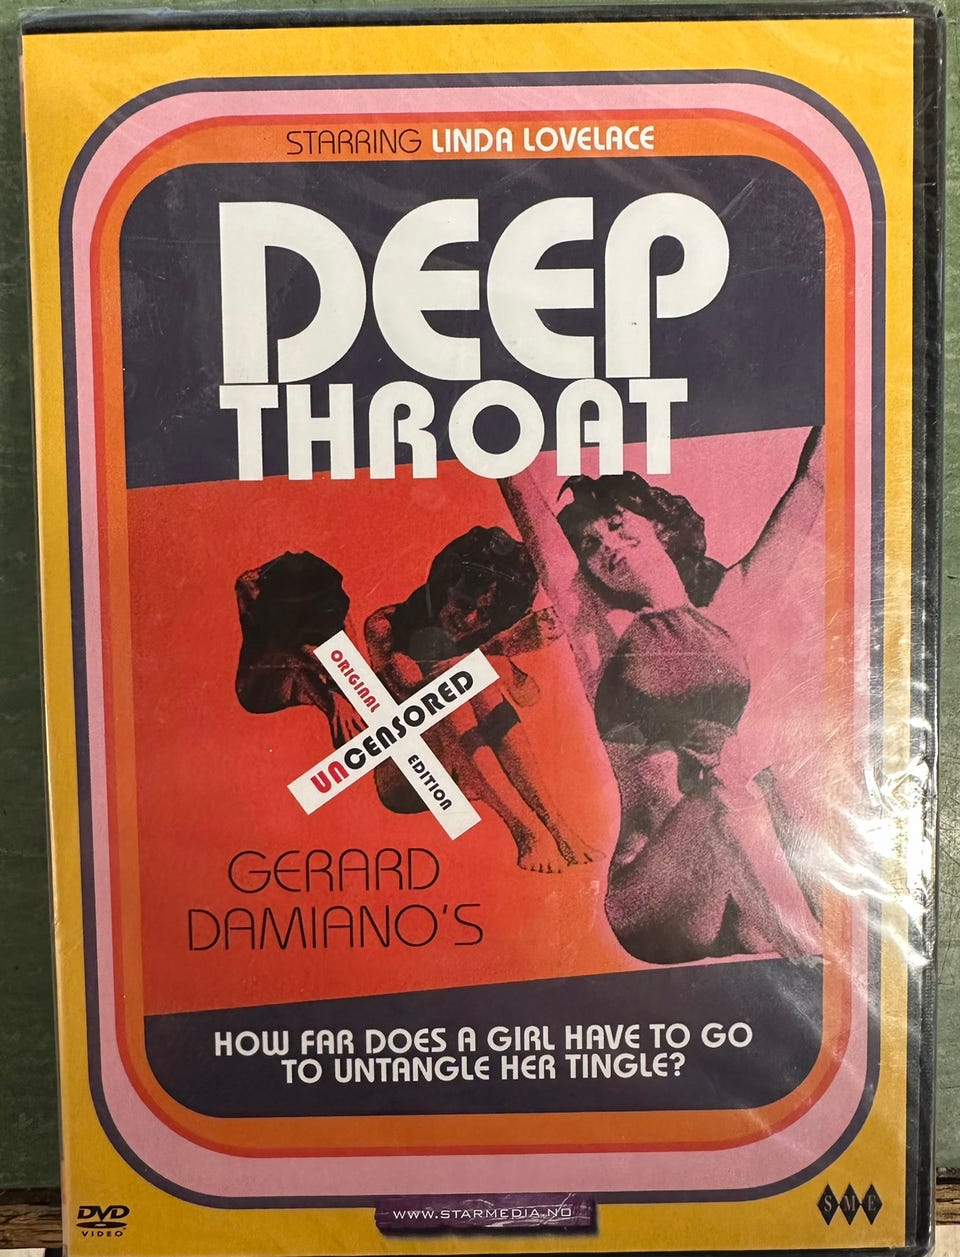 STARRING LINDA LOVELACE
DEEP
THROAT
ORIGINAL
UNCENSORED
EDITION
GERARD
DAMIANO'S
HOW FAR DOES A GIRL HAVE TO GO
TO UNTANGLE HER TINGLE?
DVD
VIDEO
WWW.STARMEDIA.NO
SME